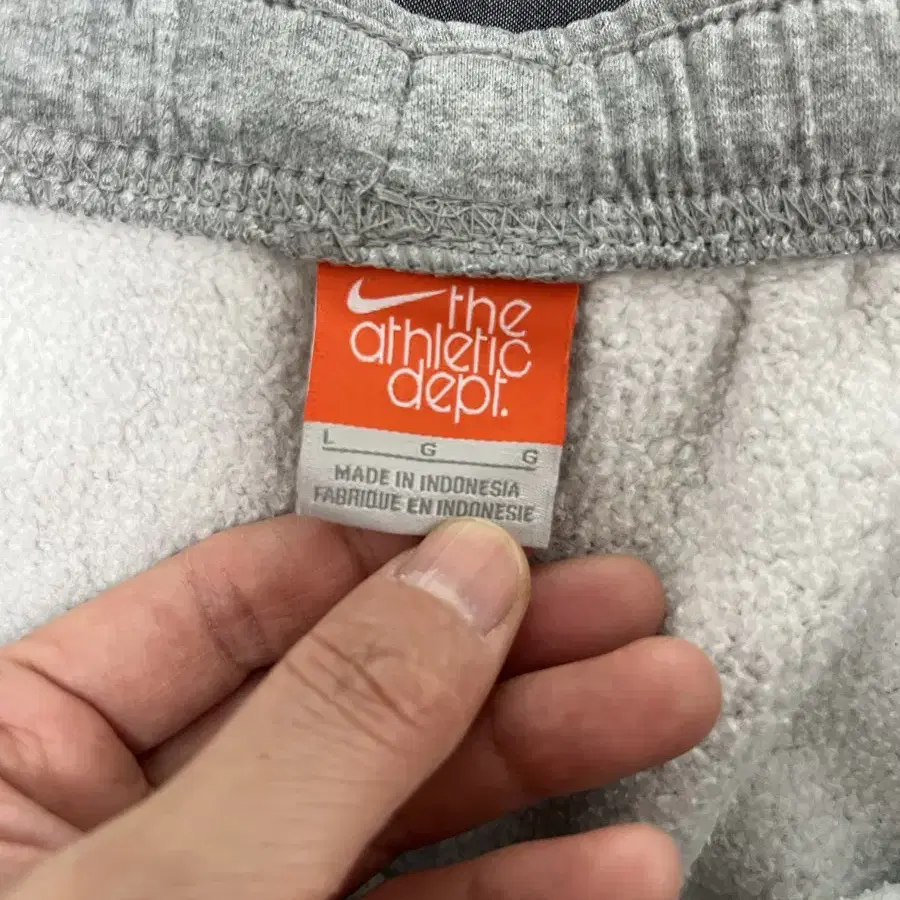 the
athletic
dept.
L G G
MADE IN INDONESIA
FABRIQUE EN INDONESIE